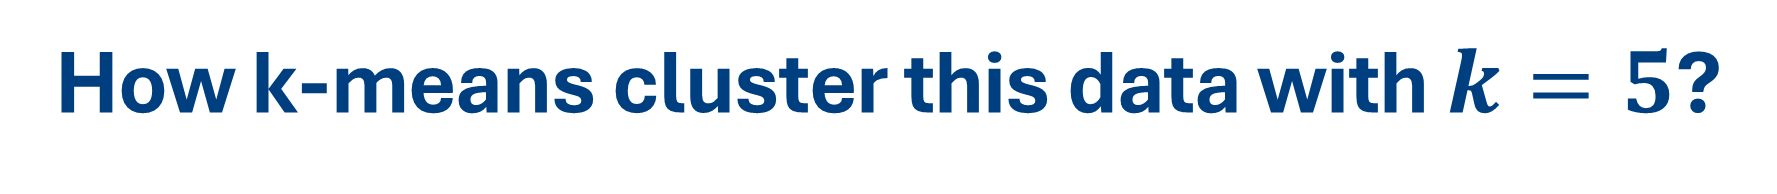 How k-means cluster this data with k = 5?